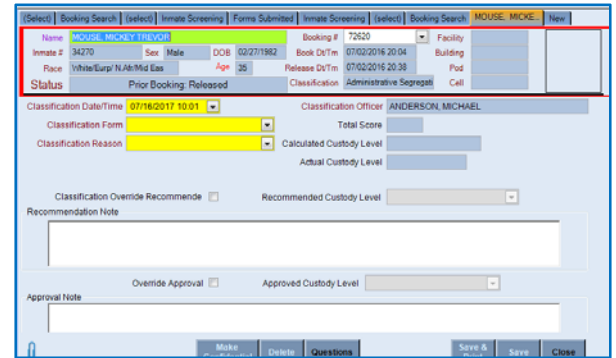 (Select) Booking Search (select) Inmate Screening Forms Submitted Inmate Screening (select) Booking Search MOUSE, MICKE... New
Name MOUSE, MICKEY TREVOR Booking # 72620 Facility
Inmate # 34270 Sex Male DOB 02/27/1982 Book Dt/Tm 07/02/2016 20:04 Building
Race White/Eurp/ N.Afr/Mid Eas Age 35 Release Dt/Tm 07/02/2016 20:38 Pod
Status Prior Booking: Released Classification Administrative Segregati Cell
Classification Date/Time 07/16/2017 10:01 Classification Officer ANDERSON, MICHAEL
Classification Form Total Score
Classification Reason Calculated Custody Level
Actual Custody Level
Classification Override Recommende Recommended Custody Level
Recommendation Note
Override Approval Approved Custody Level
Approval Note
Make Confidential Delete Questions Save & Print Save Close